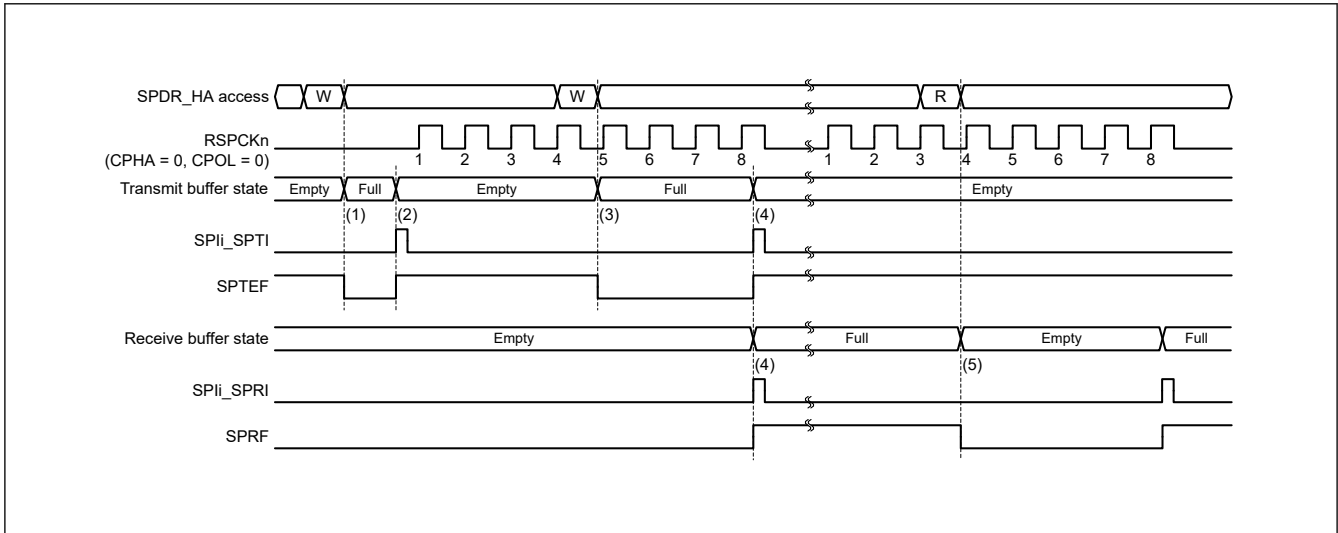 SPDR_HA access W W R
RSPCKn
(CPHA = 0, CPOL = 0)
1 2 3 4 5 6 7 8 1 2 3 4 5 6 7 8
Transmit buffer state Empty Full Empty Full Empty
(1) (2) (3) (4)
SPIi_SPTI
SPTEF
Receive buffer state Empty Full Empty Full
(4) (5)
SPIi_SPRI
SPRF